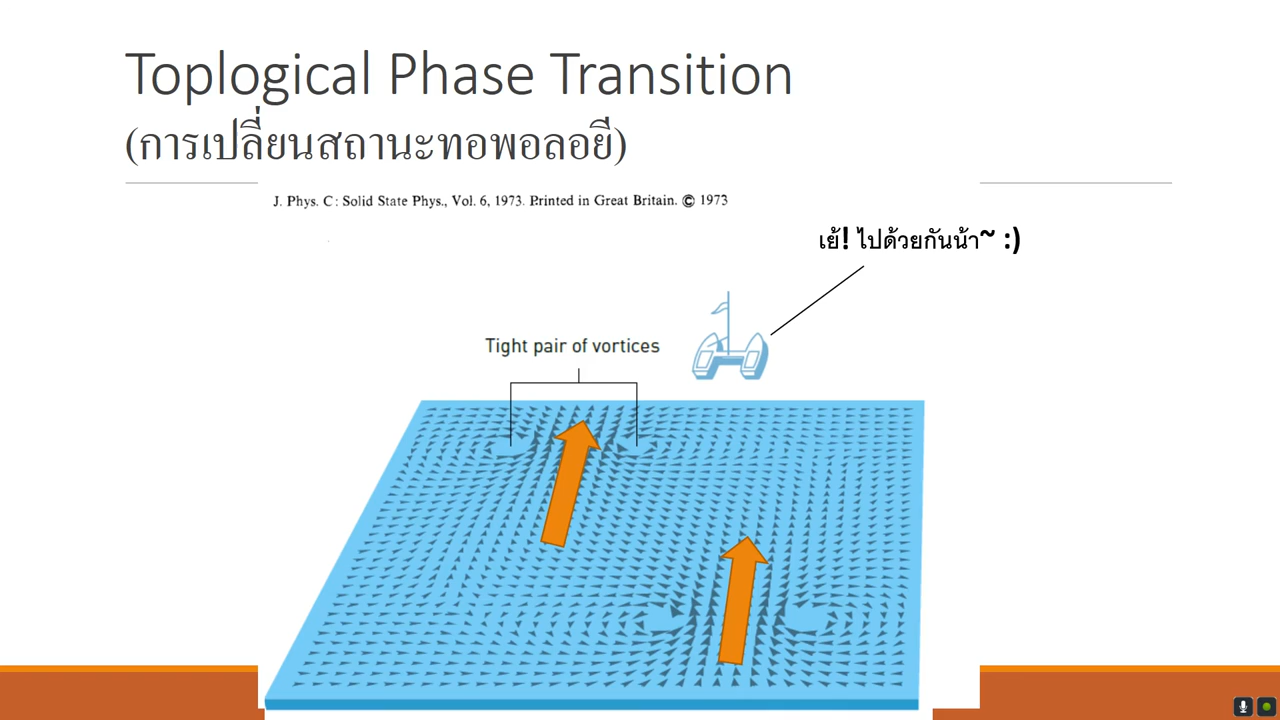 Toplogical Phase Transition
(การเปลี่ยนสถานะทอพอลอยี)
J. Phys. C: Solid State Phys., Vol. 6, 1973. Printed in Great Britain. © 1973
เย้! ไปด้วยกันน้า~ :)
Tight pair of vortices